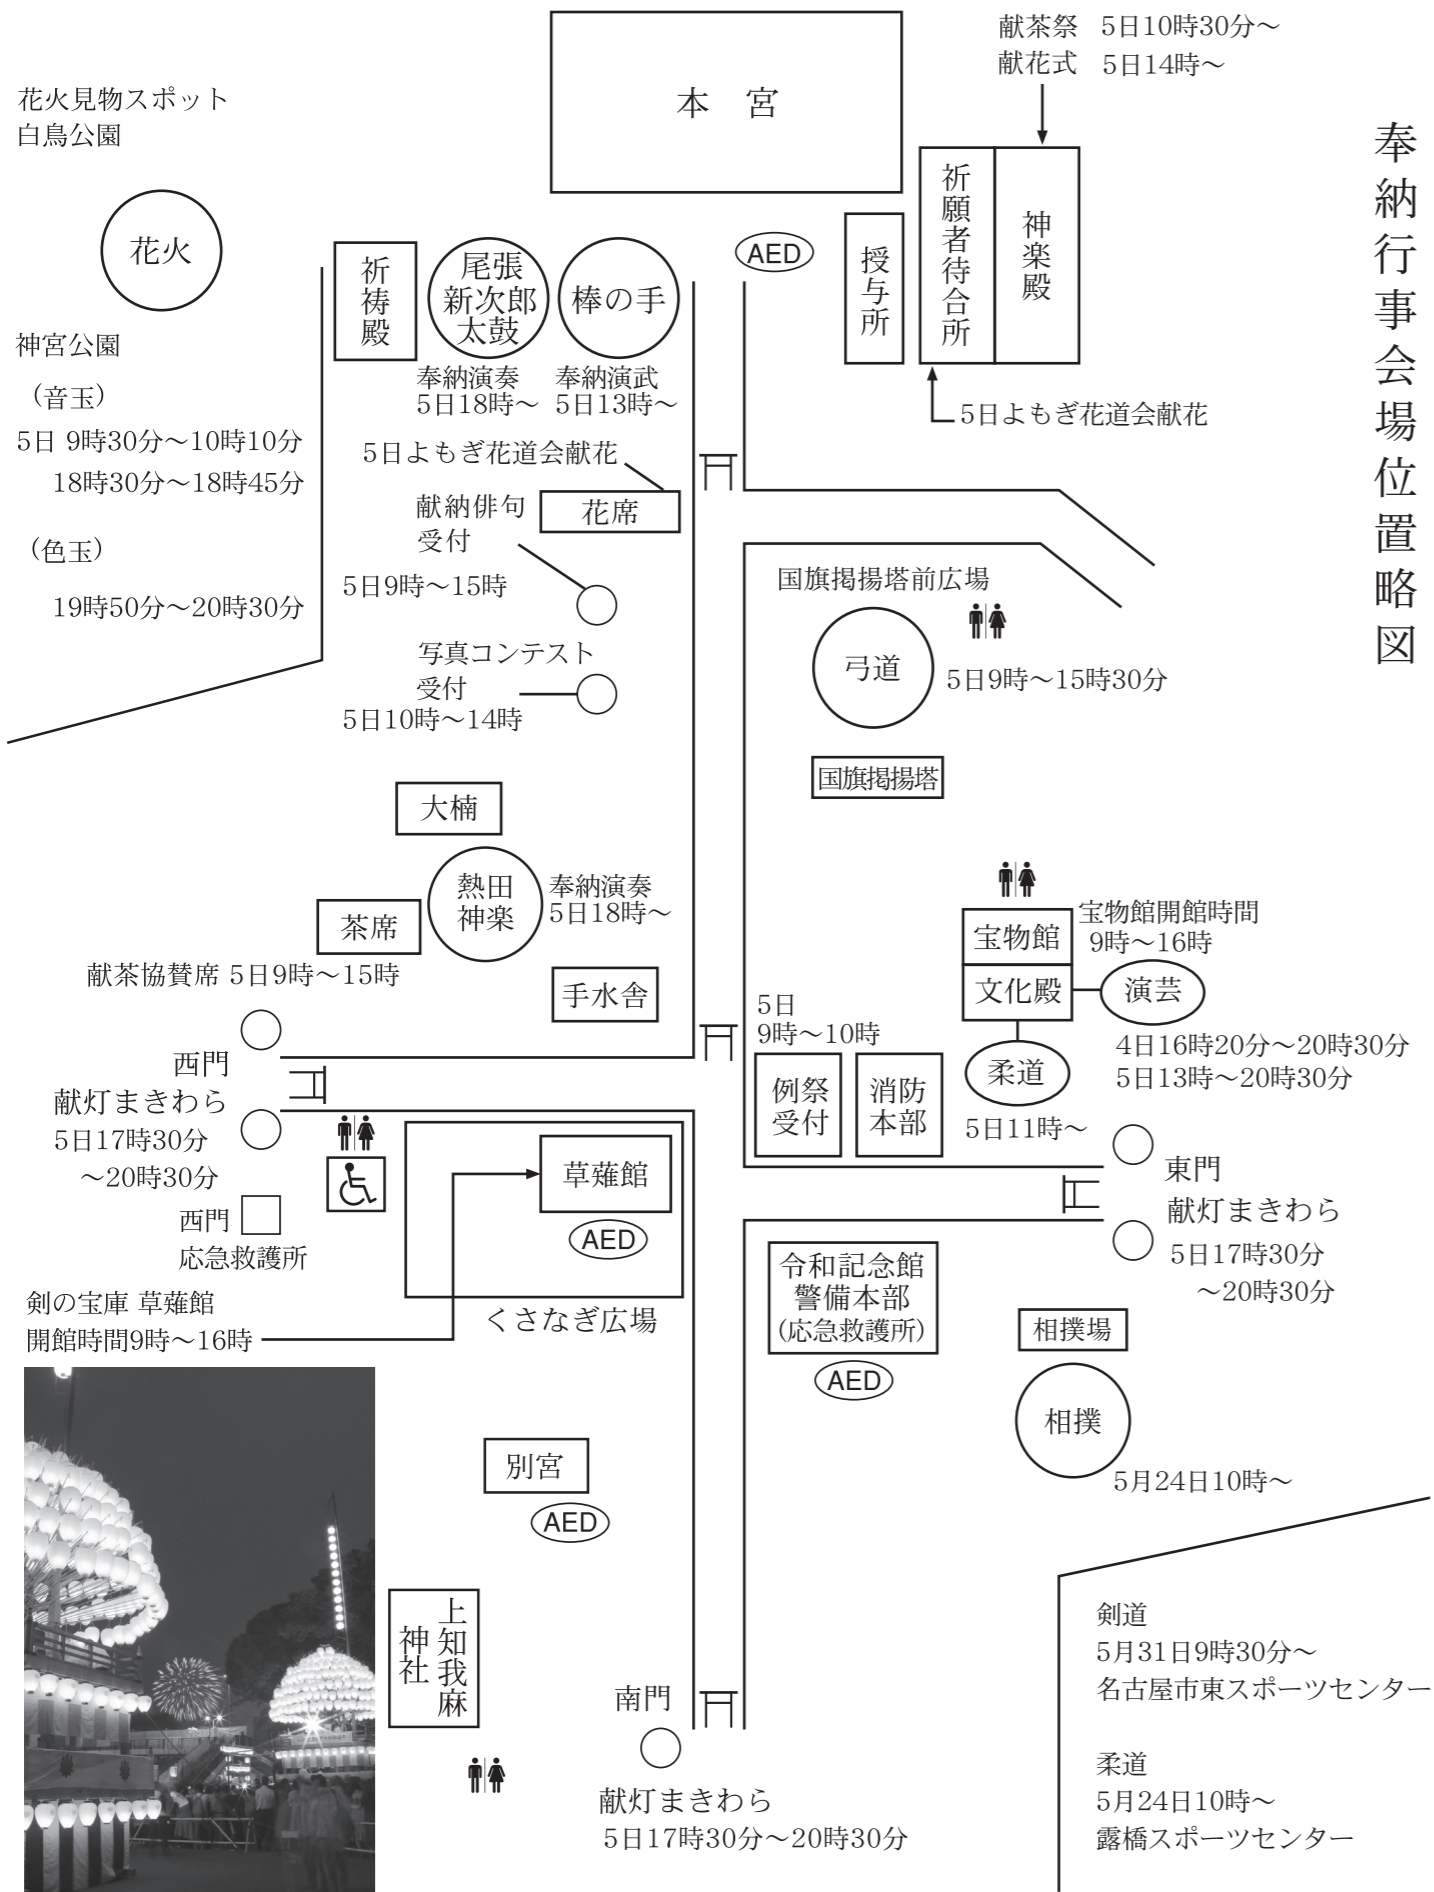 奉納行事会場位置略図
献茶祭 5日10時30分～
献花式 5日14時～
本宮
花火見物スポット
白鳥公園
花火
神宮公園
（音玉）
5日 9時30分～10時10分
18時30分～18時45分
（色玉）
19時50分～20時30分
祈祷殿
尾張
新次郎
太鼓
奉納演奏
5日18時～
棒の手
奉納演武
5日13時～
AED
授与所
祈願者待合所
神楽殿
5日よもぎ花道会献花
5日よもぎ花道会献花
花席
献納俳句
受付
5日9時～15時
写真コンテスト
受付
5日10時～14時
国旗掲揚塔前広場
弓道
5日9時～15時30分
国旗掲揚塔
大楠
熱田
神楽
奉納演奏
5日18時～
茶席
献茶協賛席 5日9時～15時
手水舎
宝物館
宝物館開館時間
9時～16時
文化殿
演芸
4日16時20分～20時30分
5日13時～20時30分
柔道
5日11時～
5日
9時～10時
例祭
受付
消防
本部
西門
献灯まきわら
5日17時30分
～20時30分
西門
応急救護所
草薙館
AED
くさなぎ広場
剣の宝庫 草薙館
開館時間9時～16時
東門
献灯まきわら
5日17時30分
～20時30分
令和記念館
警備本部
（応急救護所）
AED
相撲場
相撲
5月24日10時～
別宮
AED
上知我麻
神社
南門
献灯まきわら
5日17時30分～20時30分
剣道
5月31日9時30分～
名古屋市東スポーツセンター
柔道
5月24日10時～
露橋スポーツセンター